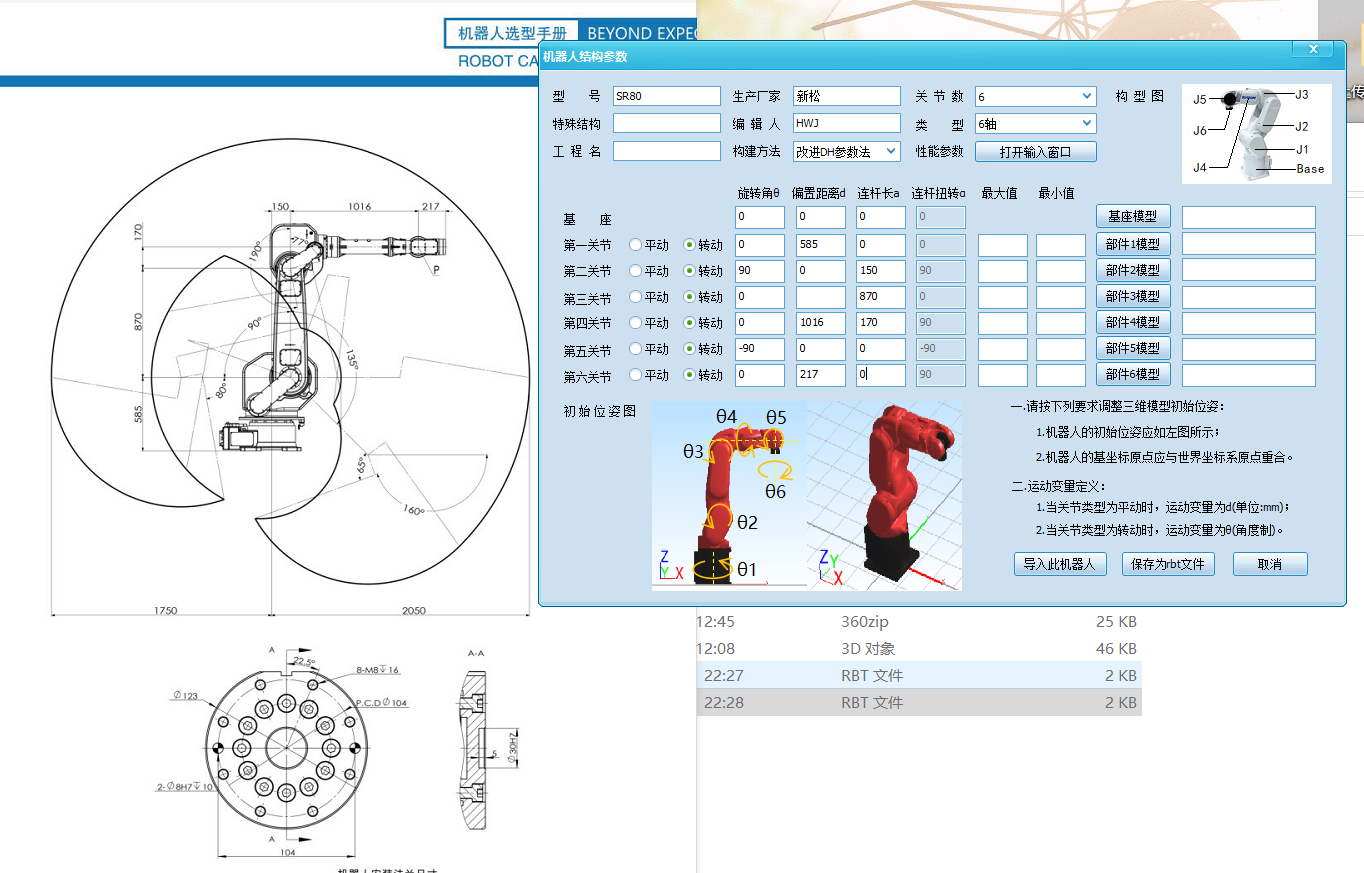 机器人选型手册 BEYOND EXPEC
ROBOT CA
150 1016 217
170
190°
-77°
P
870
90°
135°
80°
585
65°
160°
1750 2050
A
22.5°
8-M8↧16
A-A
∅123
P.C.D∅104
5
∅30H7
2-∅8H7↧10
A
104
机器人安装法兰尺寸
机器人结构参数 X
型 号 SR80 生产厂家 新松 关 节 数 6 构 型 图
特殊结构 编 辑 人 HWJ 类 型 6轴
工 程 名 构建方法 改进DH参数法 性能参数 打开输入窗口
J5 J3
J6 J2
J1
J4 Base
旋转角θ 偏置距离d 连杆长a 连杆扭转α 最大值 最小值
基 座 0 0 0 0 基座模型
第一关节 平动 转动 0 585 0 0 部件1模型
第二关节 平动 转动 90 0 150 90 部件2模型
第三关节 平动 转动 0 870 0 部件3模型
第四关节 平动 转动 0 1016 170 90 部件4模型
第五关节 平动 转动 -90 0 0 -90 部件5模型
第六关节 平动 转动 0 217 0 90 部件6模型
初始位姿图
θ4 θ5
θ3
θ6
θ2
θ1
Z
Y X
Z Y
X
一.请按下列要求调整三维模型初始位姿：
1.机器人的初始位姿应如左图所示；
2.机器人的基坐标原点应与世界坐标系原点重合。
二.运动变量定义：
1.当关节类型为平动时，运动变量为d(单位:mm)；
2.当关节类型为转动时，运动变量为θ(角度制)。
导入此机器人 保存为rbt文件 取消
12:45 360zip 25 KB
12:08 3D 对象 46 KB
22:27 RBT 文件 2 KB
22:28 RBT 文件 2 KB
上传